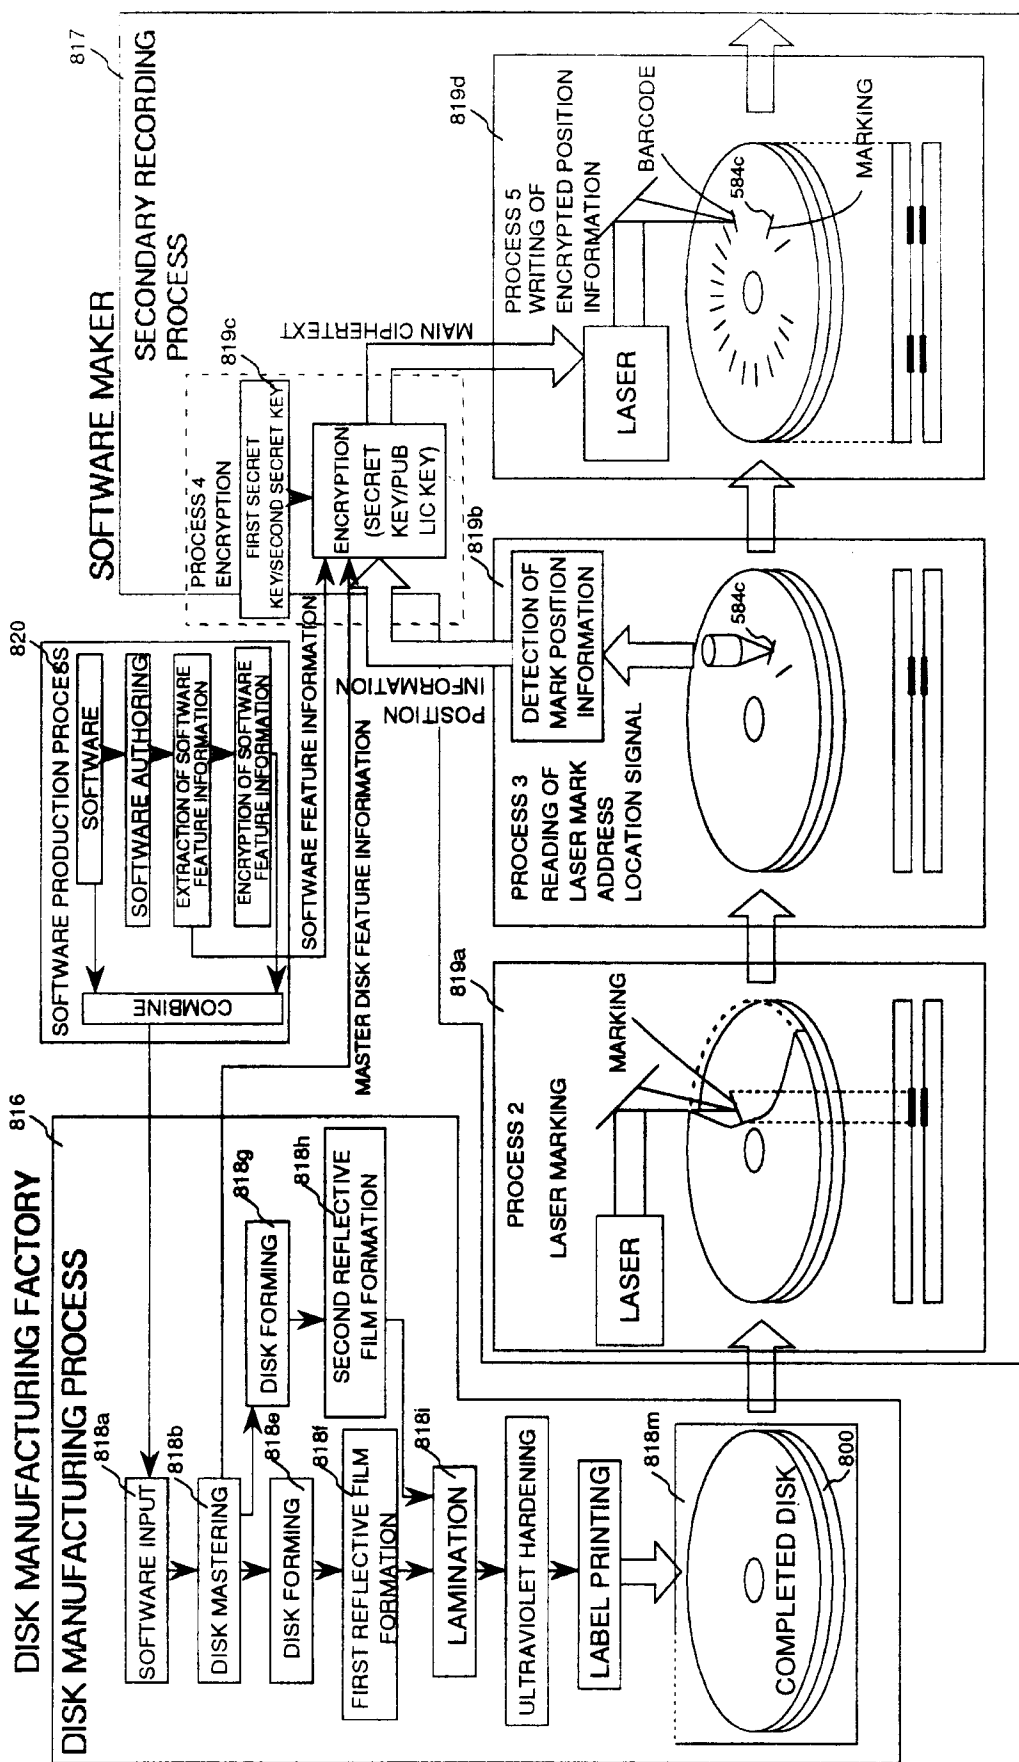 DISK MANUFACTURING FACTORY
816
DISK MANUFACTURING PROCESS
818a
SOFTWARE INPUT
818b
DISK MASTERING
818g
DISK FORMING
818e
DISK FORMING
818h
SECOND REFLECTIVE
FILM FORMATION
818f
FIRST REFLECTIVE FILM
FORMATION
818i
LAMINATION
ULTRAVIOLET HARDENING
LABEL PRINTING
818m
COMPLETED DISK
800
820
SOFTWARE PRODUCTION PROCESS
SOFTWARE
SOFTWARE AUTHORING
EXTRACTION OF SOFTWARE
FEATURE INFORMATION
ENCRYPTION OF SOFTWARE
FEATURE INFORMATION
COMBINE
SOFTWARE FEATURE INFORMATION
MASTER DISK FEATURE INFORMATION
POSITION
INFORMATION
SOFTWARE MAKER
817
SECONDARY RECORDING
PROCESS
819a
PROCESS 2
LASER MARKING
LASER
MARKING
819b
PROCESS 3
READING OF
LASER MARK
ADDRESS
LOCATION SIGNAL
DETECTION OF
MARK POSITION
INFORMATION
584c
819c
PROCESS 4
ENCRYPTION
FIRST SECRET
KEY/SECOND SECRET KEY
ENCRYPTION
(SECRET
KEY/PUB
LIC KEY)
MAIN CIPHERTEXT
819d
PROCESS 5
WRITING OF
ENCRYPTED POSITION
INFORMATION
LASER
BARCODE
584c
MARKING